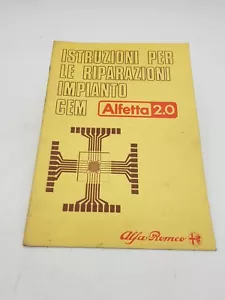 ISTRUZIONI PER
LE RIPARAZIONI
IMPIANTO
CEM Alfetta 2.0
Alfa Romeo